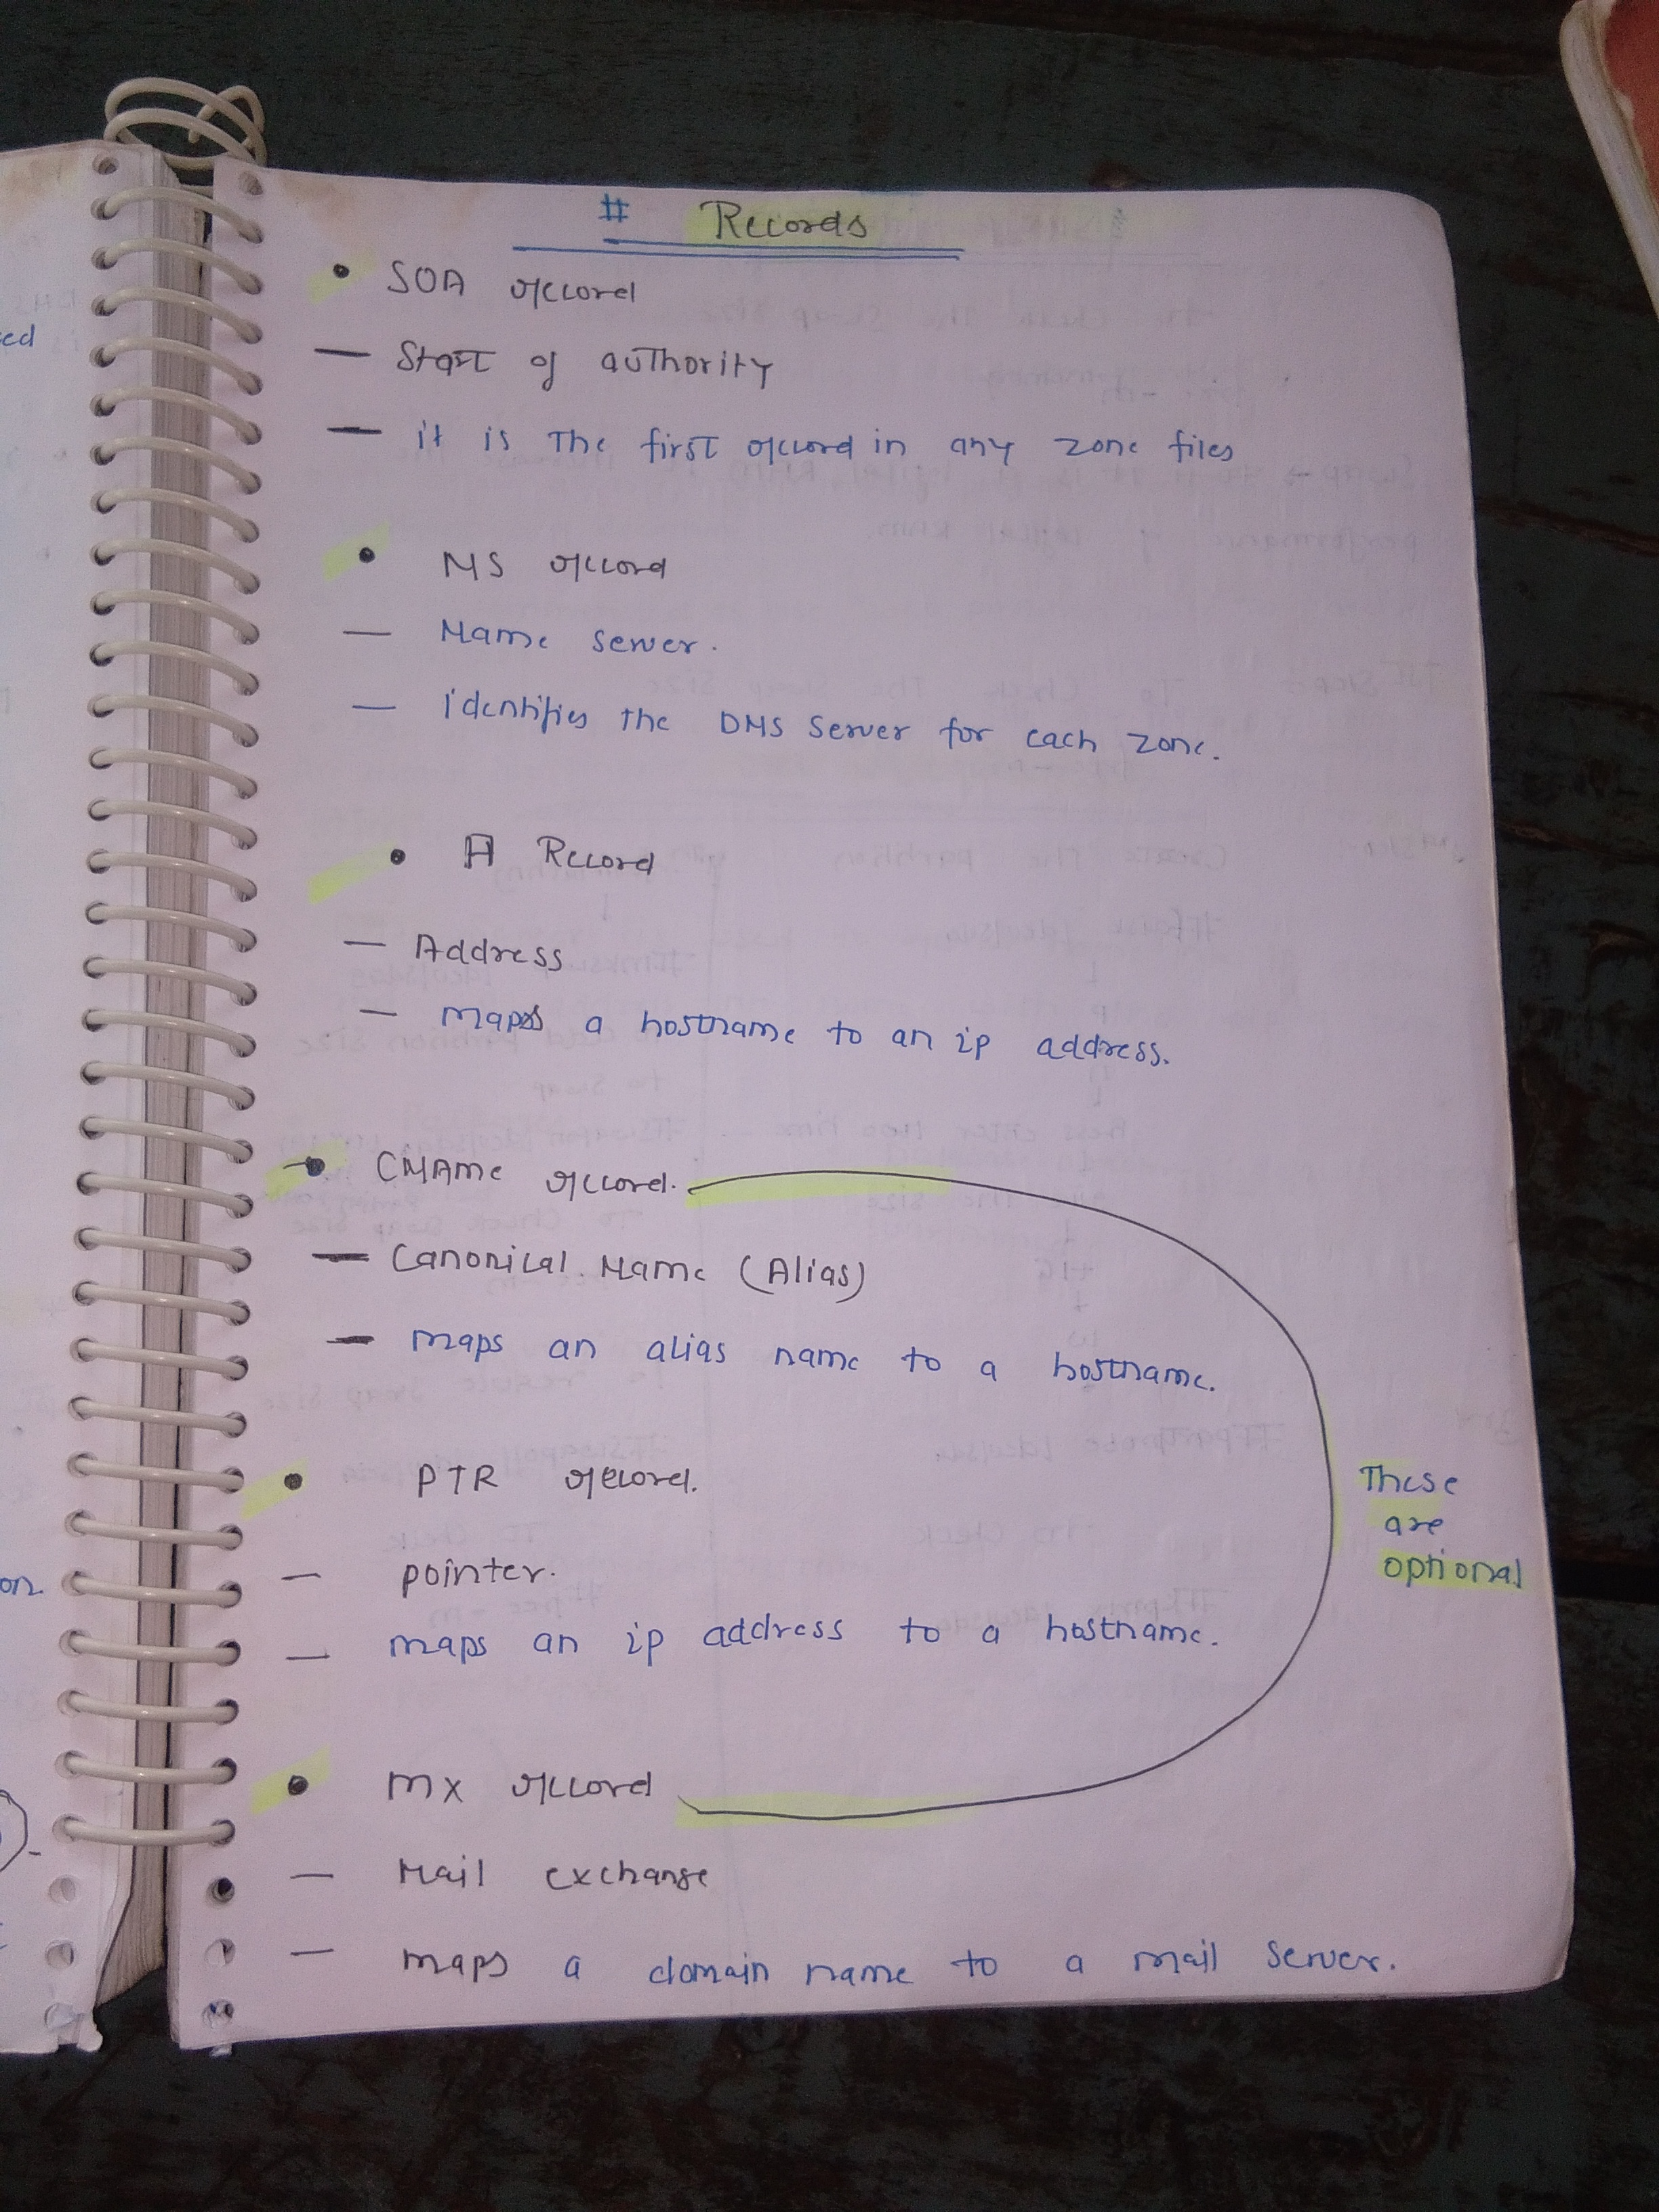 # Records
• SOA record
— Start of authority
— it is The first record in any zone files
• NS record
— Name server.
— Identifies the DNS Server for each zone.
• A Record
— Address
— maps a hostname to an ip address.
• CNAMe record.
— Canonical Name (Alias)
— maps an alias name to a hostname.
• PTR record.
These
are
optional
— pointer.
— maps an ip address to a hostname.
• mx record
— Mail exchange
— maps a domain name to a mail server.